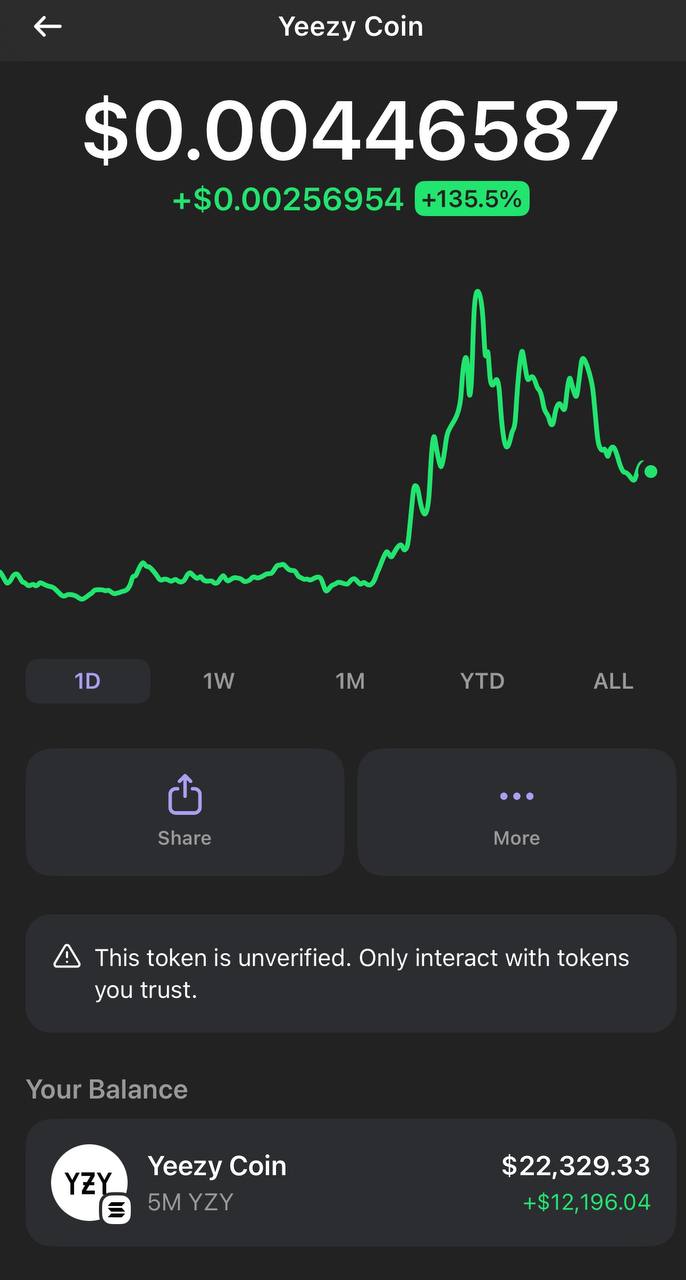 Yeezy Coin
$0.00446587
+$0.00256954 +135.5%
1D 1W 1M YTD ALL
Share More
This token is unverified. Only interact with tokens
you trust.
Your Balance
YZY Yeezy Coin $22,329.33
5M YZY +$12,196.04